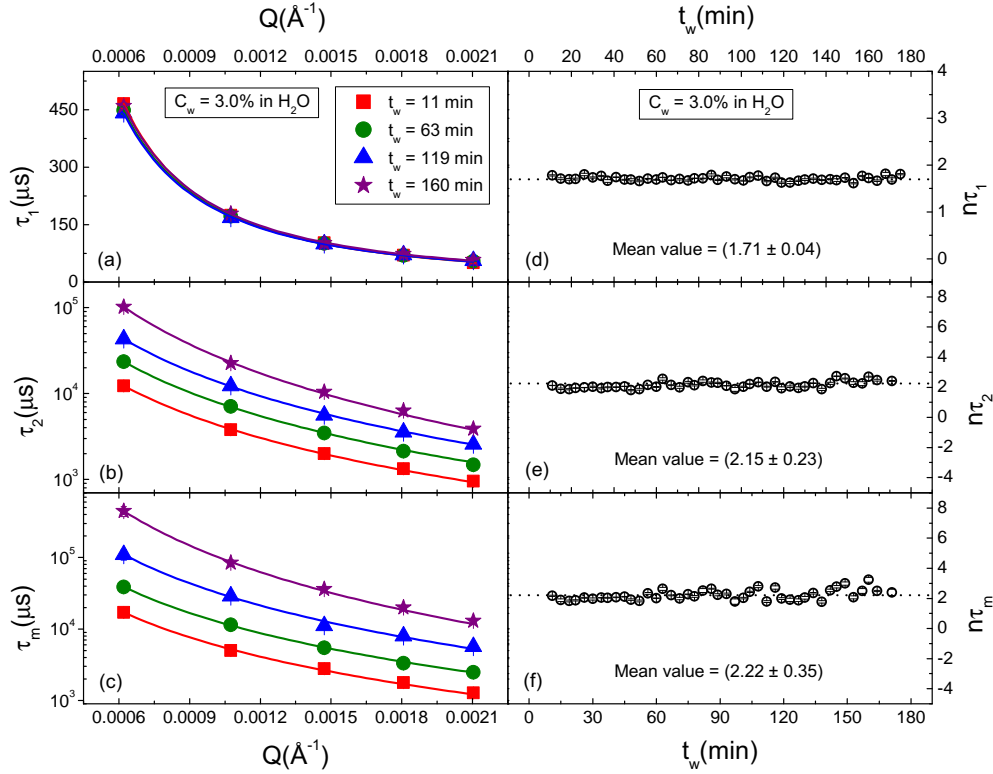 Q(Å⁻¹)
t_w(min)
0.0006 0.0009 0.0012 0.0015 0.0018 0.0021
0 30 60 90 120 150 180
C_w = 3.0% in H₂O
t_w = 11 min
t_w = 63 min
t_w = 119 min
t_w = 160 min
450
300
150
0
τ₁(μs)
(a)
C_w = 3.0% in H₂O
Mean value = (1.71 ± 0.04)
(d)
4
3
2
1
0
nτ₁
10⁵
10⁴
10³
τ₂(μs)
(b)
Mean value = (2.15 ± 0.23)
(e)
8
6
4
2
0
-2
-4
nτ₂
10⁵
10⁴
10³
τ_m(μs)
(c)
Mean value = (2.22 ± 0.35)
(f)
8
6
4
2
0
-2
-4
nτ_m
0.0006 0.0009 0.0012 0.0015 0.0018 0.0021
0 30 60 90 120 150 180
Q(Å⁻¹)
t_w(min)